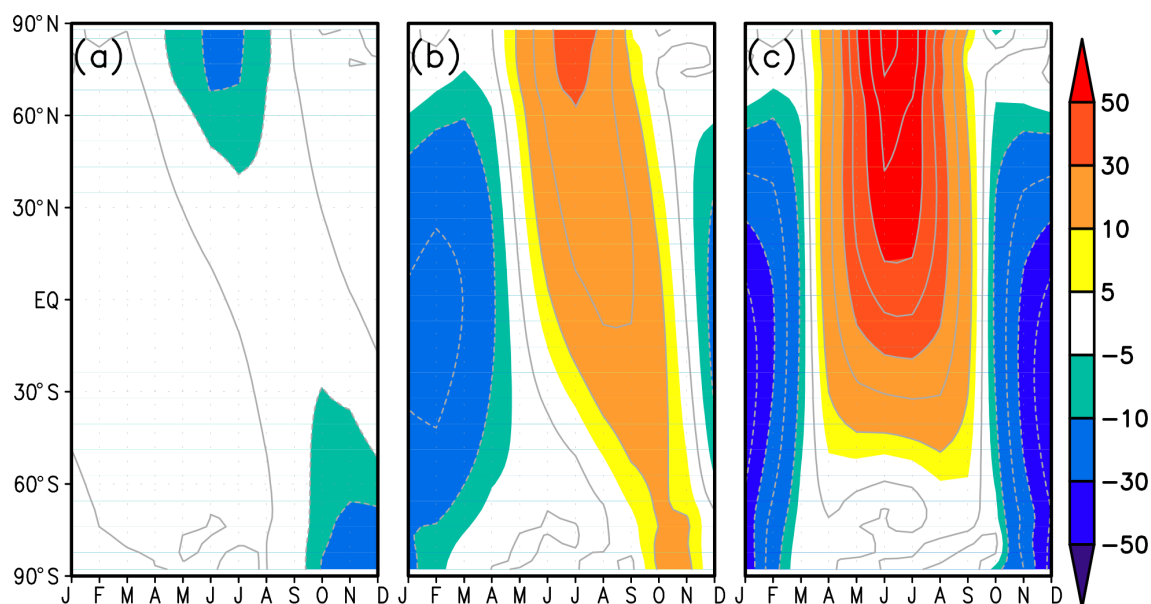 (a) (b) (c)
90°N
60°N
30°N
EQ
30°S
60°S
90°S
J F M A M J J A S O N D
J F M A M J J A S O N D
J F M A M J J A S O N D
50
30
10
5
−5
−10
−30
−50